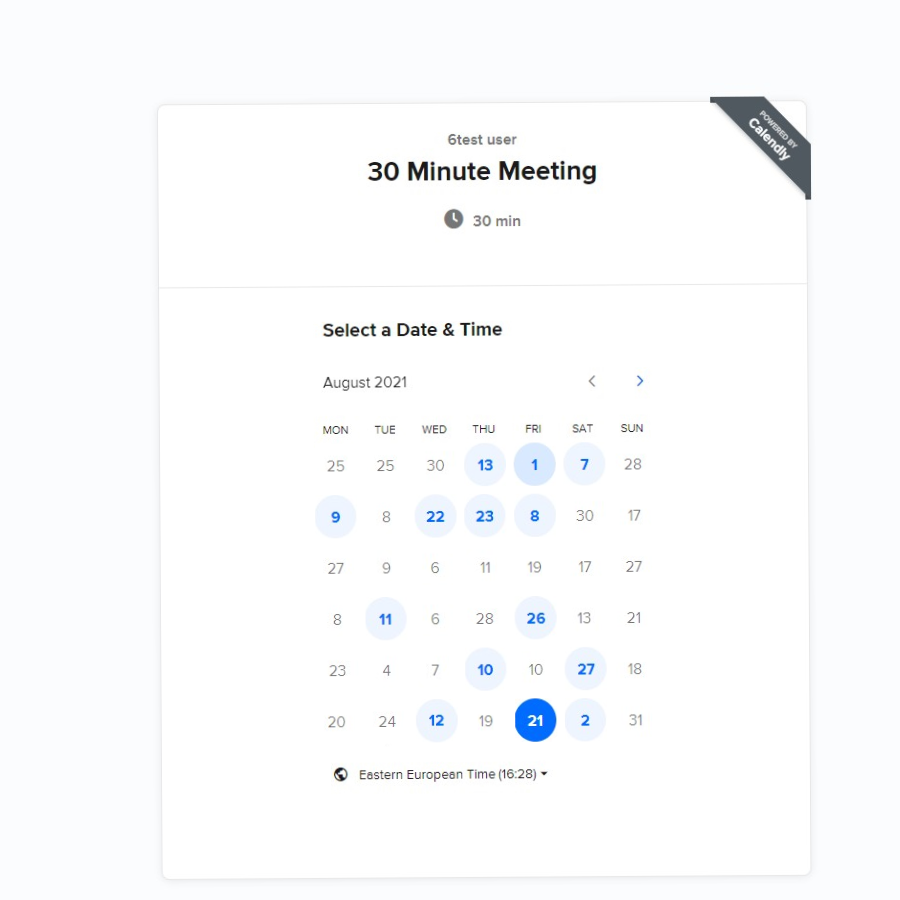 POWERED BY
Calendly
6test user
30 Minute Meeting
30 min
Select a Date & Time
August 2021
MON TUE WED THU FRI SAT SUN
25 25 30 13 1 7 28
9 8 22 23 8 30 17
27 9 6 11 19 17 27
8 11 6 28 26 13 21
23 4 7 10 10 27 18
20 24 12 19 21 2 31
Eastern European Time (16:28)